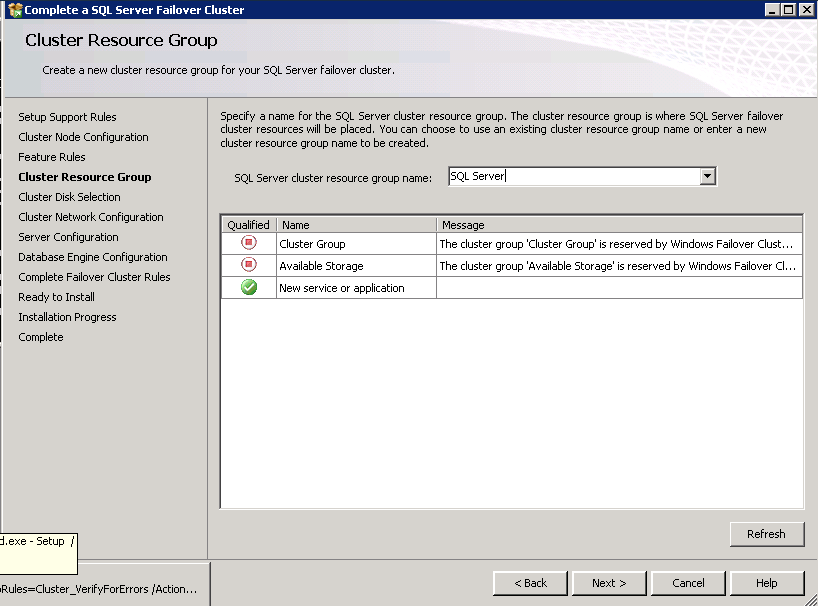 Complete a SQL Server Failover Cluster
Cluster Resource Group
Create a new cluster resource group for your SQL Server failover cluster.
Setup Support Rules
Cluster Node Configuration
Feature Rules
Cluster Resource Group
Cluster Disk Selection
Cluster Network Configuration
Server Configuration
Database Engine Configuration
Complete Failover Cluster Rules
Ready to Install
Installation Progress
Complete
Specify a name for the SQL Server cluster resource group. The cluster resource group is where SQL Server failover
cluster resources will be placed. You can choose to use an existing cluster resource group name or enter a new
cluster resource group name to be created.
SQL Server cluster resource group name: SQL Server
Qualified Name Message
Cluster Group The cluster group 'Cluster Group' is reserved by Windows Failover Clust...
Available Storage The cluster group 'Available Storage' is reserved by Windows Failover Cl...
New service or application
Refresh
d.exe - Setup /
Rules=Cluster_VerifyForErrors /Action...
< Back Next > Cancel Help